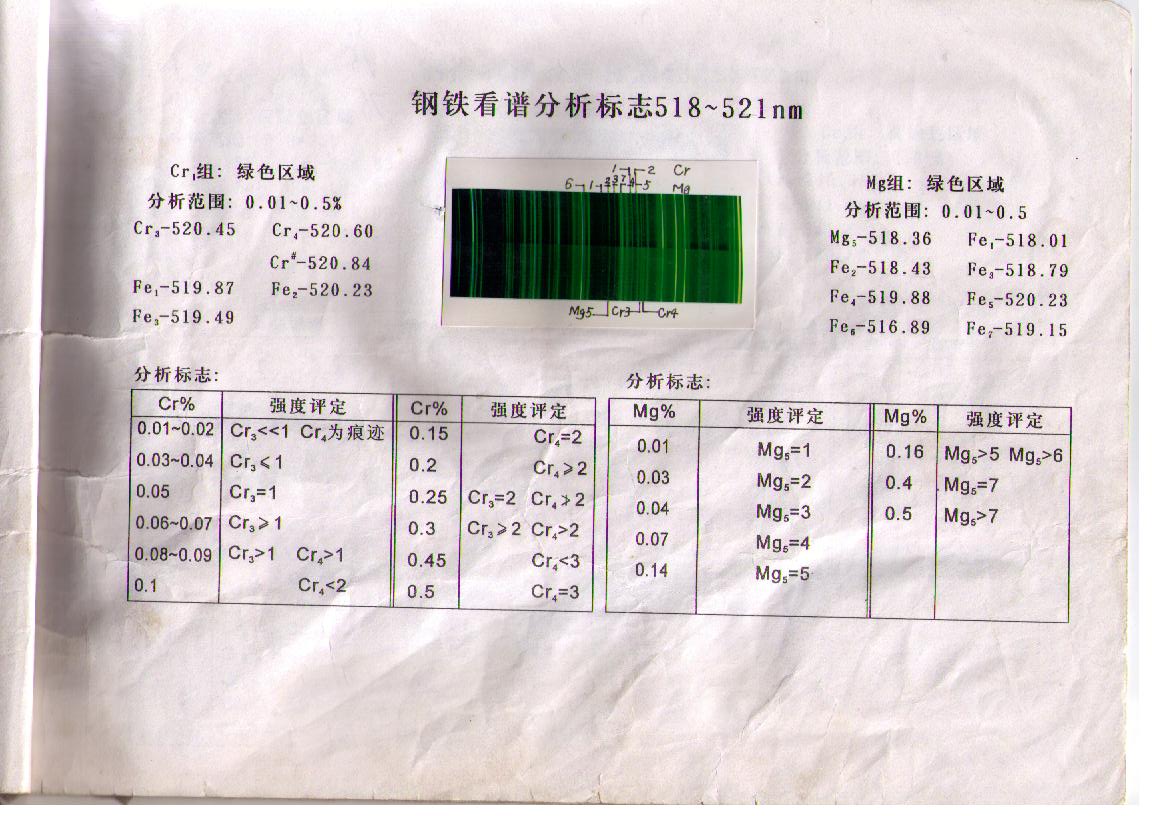 钢铁看谱分析标志518~521nm
Cr₁组: 绿色区域
分析范围: 0.01~0.5%
Cr₃-520.45 Cr₄-520.60
Cr#-520.84
Fe₁-519.87 Fe₂-520.23
Fe₃-519.49
1 2 Cr
6 1 2 3 7 4 5 Mg
Mg5 Cr3 Cr4
Mg组: 绿色区域
分析范围: 0.01~0.5
Mg₅-518.36 Fe₁-518.01
Fe₂-518.43 Fe₃-518.79
Fe₄-519.88 Fe₅-520.23
Fe₆-516.89 Fe₇-519.15
分析标志:
Cr% 强度评定 Cr% 强度评定
0.01~0.02 Cr₃<<1 Cr₄为痕迹 0.15 Cr₄=2
0.03~0.04 Cr₃⩽1 0.2 Cr₄⩾2
0.05 Cr₃=1 0.25 Cr₃=2 Cr₄⩾2
0.06~0.07 Cr₃⩾1 0.3 Cr₃⩾2 Cr₄>2
0.08~0.09 Cr₃>1 Cr₄>1 0.45 Cr₄<3
0.1 Cr₄<2 0.5 Cr₄=3
分析标志:
Mg% 强度评定 Mg% 强度评定
0.01 Mg₅=1 0.16 Mg₅>5 Mg₅>6
0.03 Mg₅=2 0.4 Mg₅=7
0.04 Mg₅=3 0.5 Mg₅>7
0.07 Mg₅=4
0.14 Mg₅=5